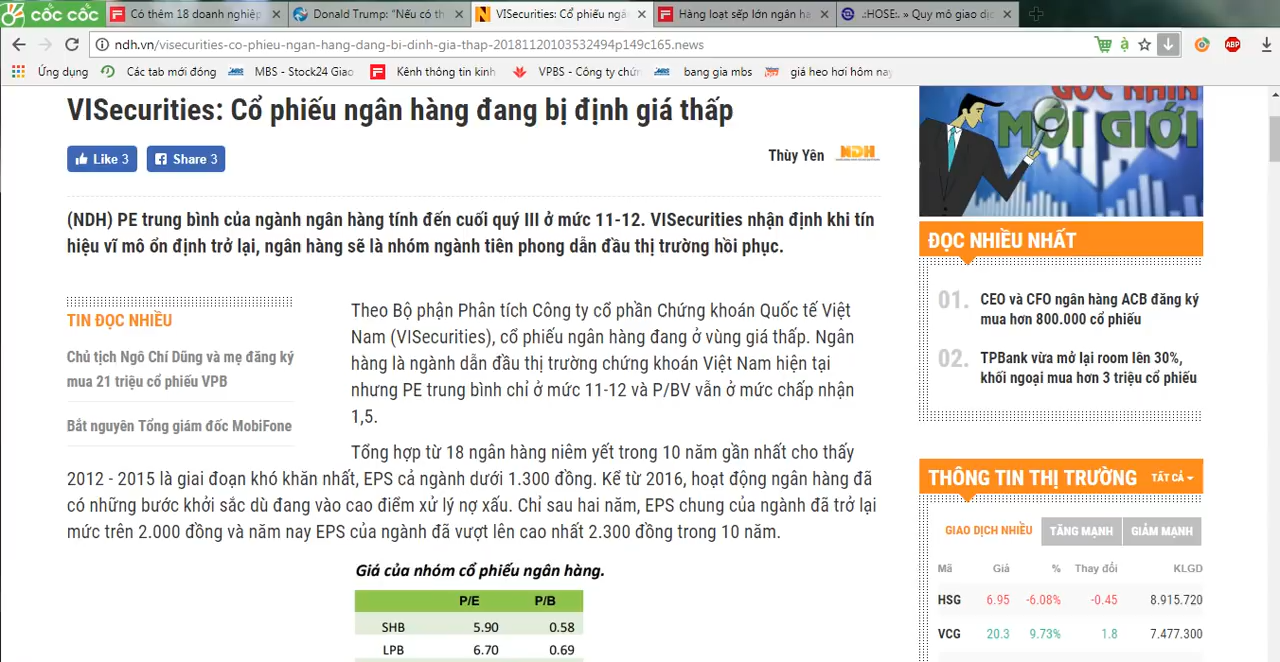 cốc cốc
Có thêm 18 doanh nghiệp
Donald Trump: "Nếu có th
VISecurities: Cổ phiếu ngân
Hàng loạt sếp lớn ngân hà
.:HOSE:. » Quy mô giao dị
ndh.vn/visecurities-co-phieu-ngan-hang-dang-bi-dinh-gia-thap-20181120103532494p149c165.news
ABP
Ứng dụng
Các tab mới đóng
MBS - Stock24 Giao
Kênh thông tin kinh
VPBS - Công ty chứn
bang gia mbs
giá heo hơi hôm nay
VISecurities: Cổ phiếu ngân hàng đang bị định giá thấp
Like 3
Share 3
Thùy Yên
NDH
(NDH) PE trung bình của ngành ngân hàng tính đến cuối quý III ở mức 11-12. VISecurities nhận định khi tín
hiệu vĩ mô ổn định trở lại, ngân hàng sẽ là nhóm ngành tiên phong dẫn đầu thị trường hồi phục.
TIN ĐỌC NHIỀU
Chủ tịch Ngô Chí Dũng và mẹ đăng ký
mua 21 triệu cổ phiếu VPB
Bắt nguyên Tổng giám đốc MobiFone
Theo Bộ phận Phân tích Công ty cổ phần Chứng khoán Quốc tế Việt
Nam (VISecurities), cổ phiếu ngân hàng đang ở vùng giá thấp. Ngân
hàng là ngành dẫn đầu thị trường chứng khoán Việt Nam hiện tại
nhưng PE trung bình chỉ ở mức 11-12 và P/BV vẫn ở mức chấp nhận
1,5.
Tổng hợp từ 18 ngân hàng niêm yết trong 10 năm gần nhất cho thấy
2012 - 2015 là giai đoạn khó khăn nhất, EPS cả ngành dưới 1.300 đồng. Kể từ 2016, hoạt động ngân hàng đã
có những bước khởi sắc dù đang vào cao điểm xử lý nợ xấu. Chỉ sau hai năm, EPS chung của ngành đã trở lại
mức trên 2.000 đồng và năm nay EPS của ngành đã vượt lên cao nhất 2.300 đồng trong 10 năm.
Giá của nhóm cổ phiếu ngân hàng.
P/E P/B
SHB 5.90 0.58
LPB 6.70 0.69
GÓC NHÌN
MÔI GIỚI
ĐỌC NHIỀU NHẤT
01. CEO và CFO ngân hàng ACB đăng ký
mua hơn 800.000 cổ phiếu
02. TPBank vừa mở lại room lên 30%,
khối ngoại mua hơn 3 triệu cổ phiếu
THÔNG TIN THỊ TRƯỜNG TẤT CẢ
GIAO DỊCH NHIỀU TĂNG MẠNH GIẢM MẠNH
Mã Giá % Thay đổi KLGD
HSG 6.95 -6.08% -0.45 8.915.720
VCG 20.3 9.73% 1.8 7.477.300